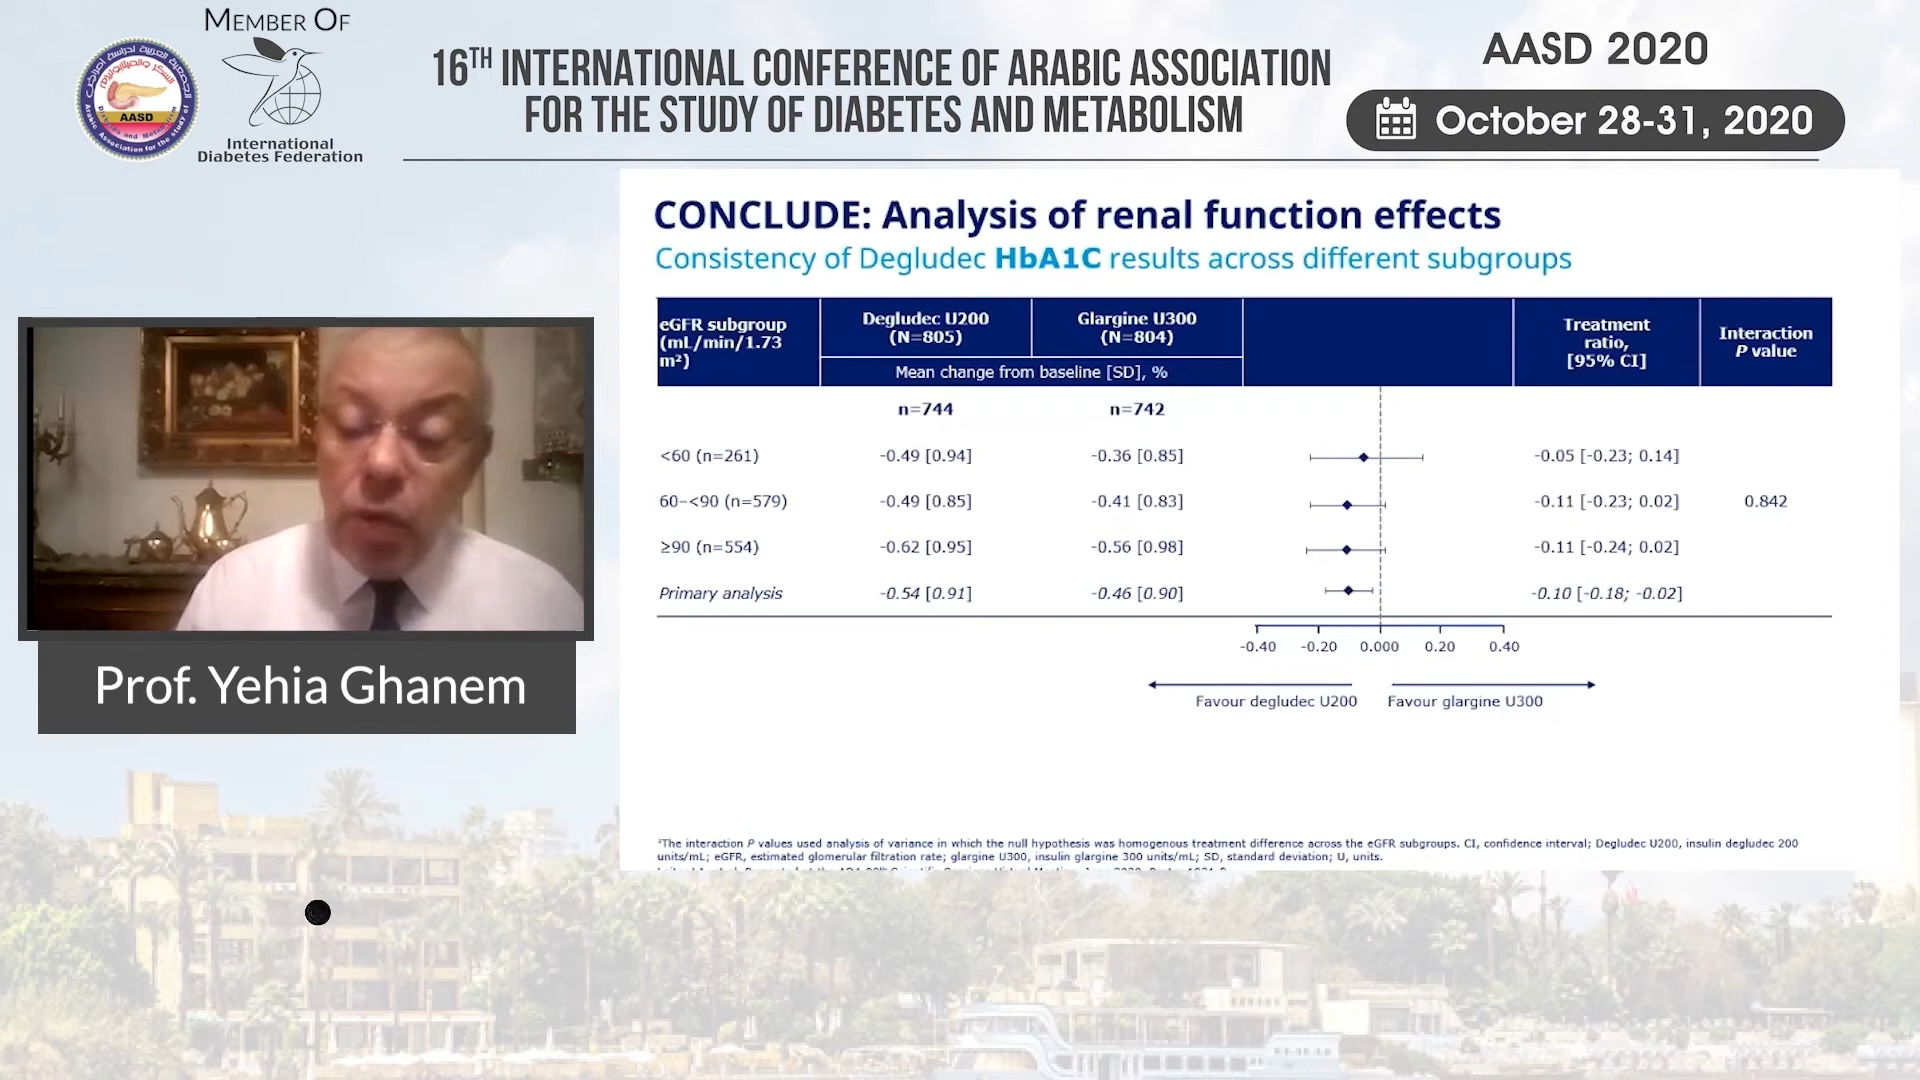 MEMBER OF
AASD
International
Diabetes Federation
16TH INTERNATIONAL CONFERENCE OF ARABIC ASSOCIATION
FOR THE STUDY OF DIABETES AND METABOLISM
AASD 2020
October 28-31, 2020
Prof. Yehia Ghanem
CONCLUDE: Analysis of renal function effects
Consistency of Degludec HbA1C results across different subgroups
eGFR subgroup
(mL/min/1.73
m²)
Degludec U200
(N=805)
Glargine U300
(N=804)
Mean change from baseline [SD], %
Treatment
ratio,
[95% CI]
Interaction
P value
n=744 n=742
<60 (n=261) -0.49 [0.94] -0.36 [0.85] -0.05 [-0.23; 0.14]
60-<90 (n=579) -0.49 [0.85] -0.41 [0.83] -0.11 [-0.23; 0.02] 0.842
≥90 (n=554) -0.62 [0.95] -0.56 [0.98] -0.11 [-0.24; 0.02]
Primary analysis -0.54 [0.91] -0.46 [0.90] -0.10 [-0.18; -0.02]
-0.40 -0.20 0.000 0.20 0.40
Favour degludec U200 Favour glargine U300
¹The interaction P values used analysis of variance in which the null hypothesis was homogenous treatment difference across the eGFR subgroups. CI, confidence interval; Degludec U200, insulin degludec 200
units/mL; eGFR, estimated glomerular filtration rate; glargine U300, insulin glargine 300 units/mL; SD, standard deviation; U, units.